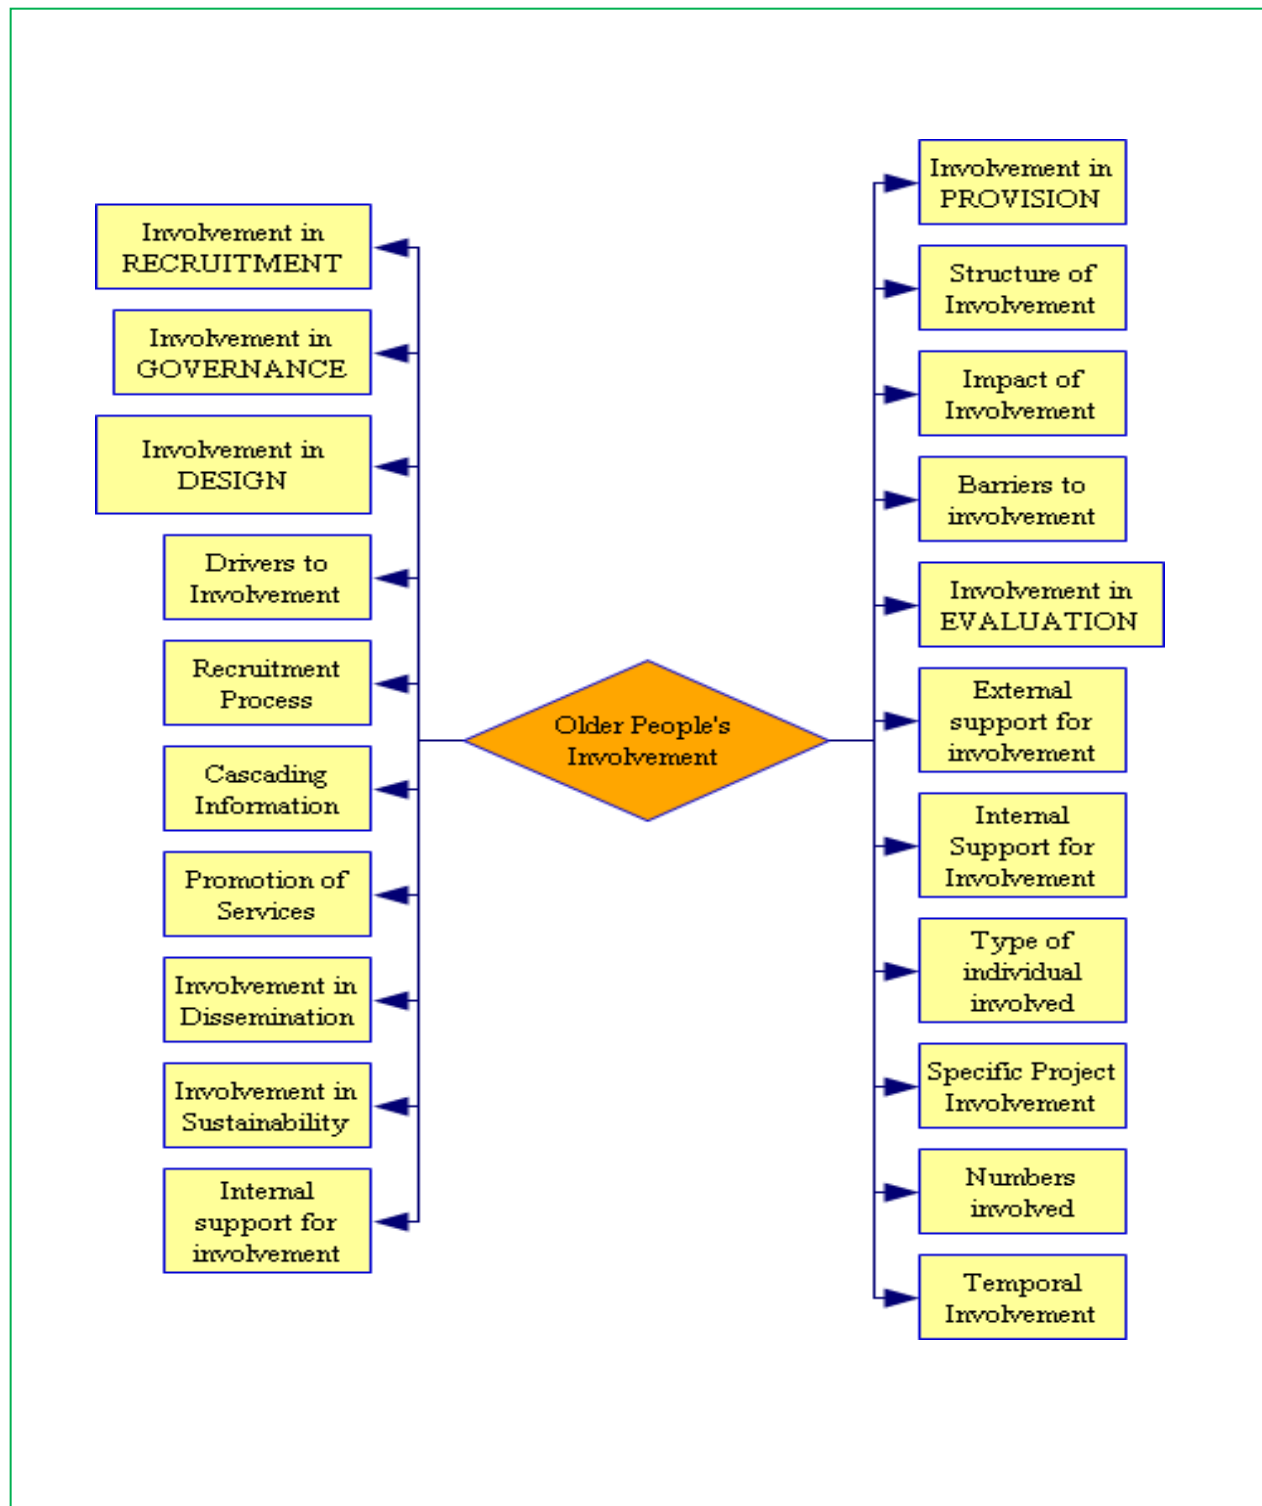 Involvement in
RECRUITMENT
Involvement in
GOVERNANCE
Involvement in
DESIGN
Drivers to
Involvement
Recruitment
Process
Cascading
Information
Promotion of
Services
Involvement in
Dissemination
Involvement in
Sustainability
Internal
support for
involvement
Older People's
Involvement
Involvement in
PROVISION
Structure of
Involvement
Impact of
Involvement
Barriers to
involvement
Involvement in
EVALUATION
External
support for
involvement
Internal
Support for
Involvement
Type of
individual
involved
Specific Project
Involvement
Numbers
involved
Temporal
Involvement